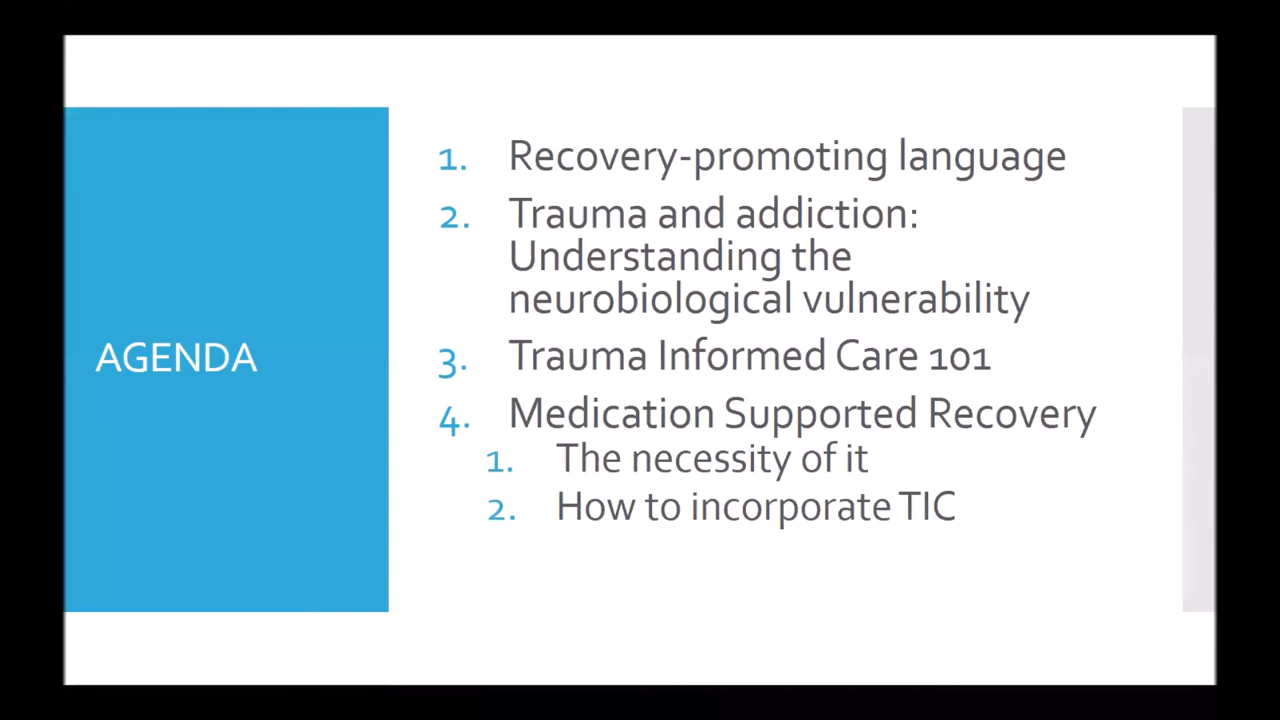 AGENDA
1. Recovery-promoting language
2. Trauma and addiction:
Understanding the
neurobiological vulnerability
3. Trauma Informed Care 101
4. Medication Supported Recovery
1. The necessity of it
2. How to incorporate TIC